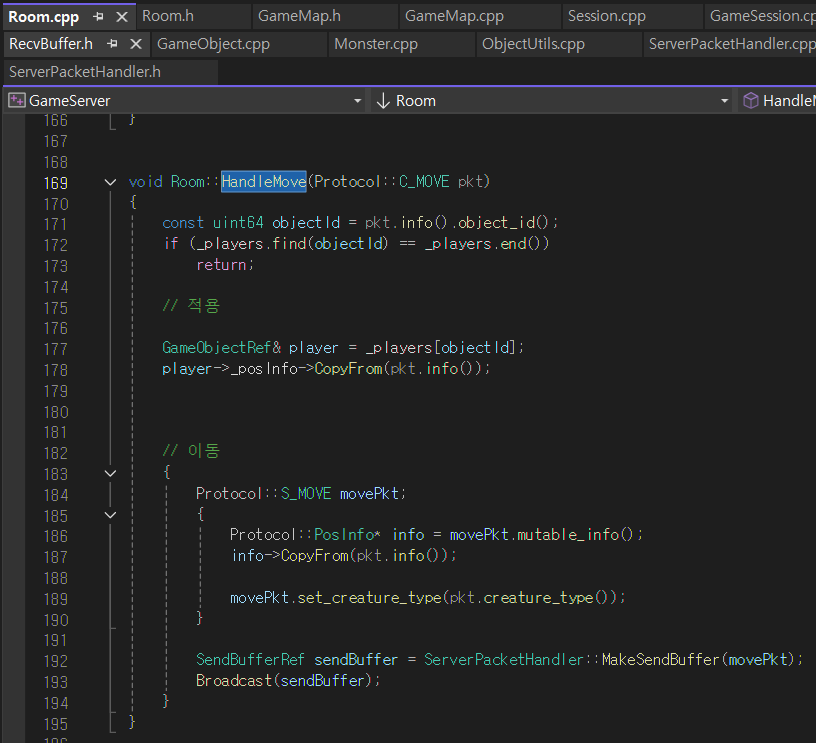 Room.cpp Room.h GameMap.h GameMap.cpp Session.cpp GameSession.cp
RecvBuffer.h GameObject.cpp Monster.cpp ObjectUtils.cpp ServerPacketHandler.cpp
ServerPacketHandler.h
GameServer Room HandleM
166 }
167
168
169 void Room::HandleMove(Protocol::C_MOVE pkt)
170 {
171 const uint64 objectId = pkt.info().object_id();
172 if (_players.find(objectId) == _players.end())
173 return;
174
175 // 적용
176
177 GameObjectRef& player = _players[objectId];
178 player->_posInfo->CopyFrom(pkt.info());
179
180
181
182 // 이동
183 {
184 Protocol::S_MOVE movePkt;
185 {
186 Protocol::PosInfo* info = movePkt.mutable_info();
187 info->CopyFrom(pkt.info());
188
189 movePkt.set_creature_type(pkt.creature_type());
190 }
191
192 SendBufferRef sendBuffer = ServerPacketHandler::MakeSendBuffer(movePkt);
193 Broadcast(sendBuffer);
194 }
195 }